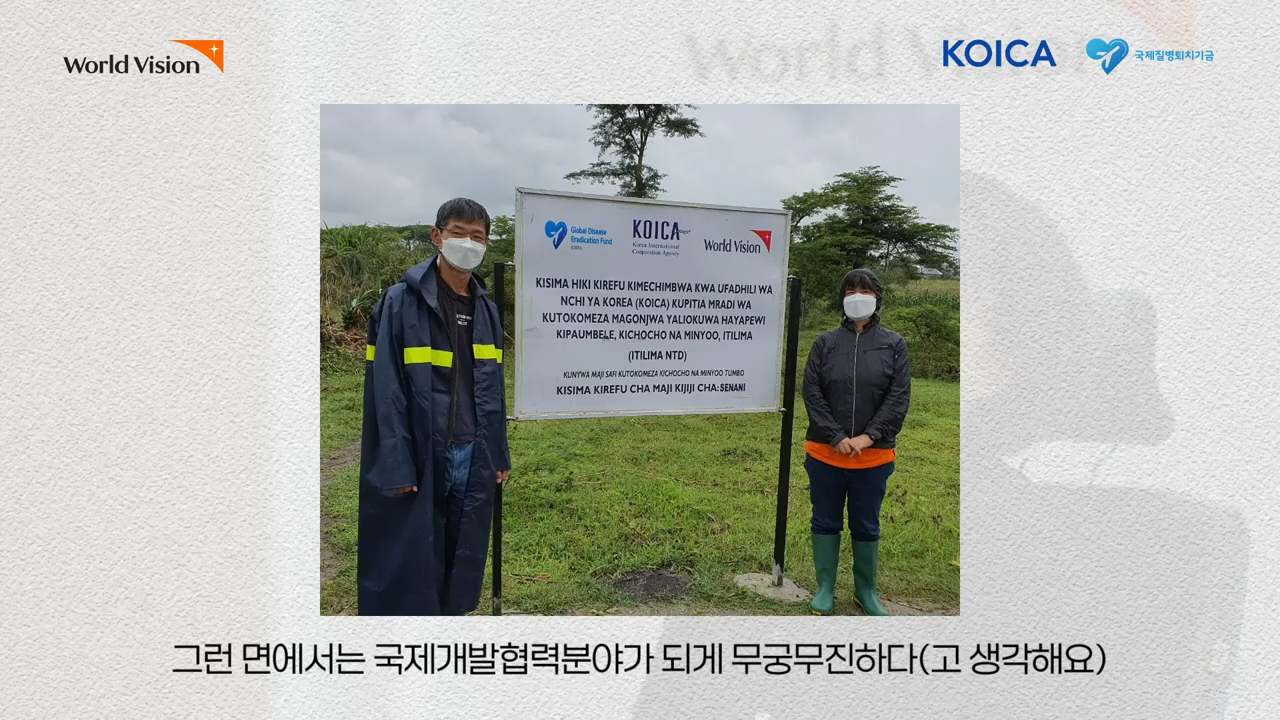 World Vision
KOICA
국제질병퇴치기금
Global Disease
Eradication Fund
KOICA
Korea International
Cooperation Agency
World Vision
KISIMA HIKI KIREFU KIMECHIMBWA KWA UFADHILI WA
NCHI YA KOREA (KOICA) KUPITIA MRADI WA
KUTOKOMEZA MAGONJWA YALIOKUWA HAYAPEWI
KIPAUMBELE, KICHOCHO NA MINYOO, ITILIMA
(ITILIMA NTD)
KUNYWA MAJI SAFI KUTOKOMEZA KICHOCHO NA MINYOO TUMBO
KISIMA KIREFU CHA MAJI KIJIJI CHA: SENANI
그런 면에서는 국제개발협력분야가 되게 무궁무진하다(고 생각해요)